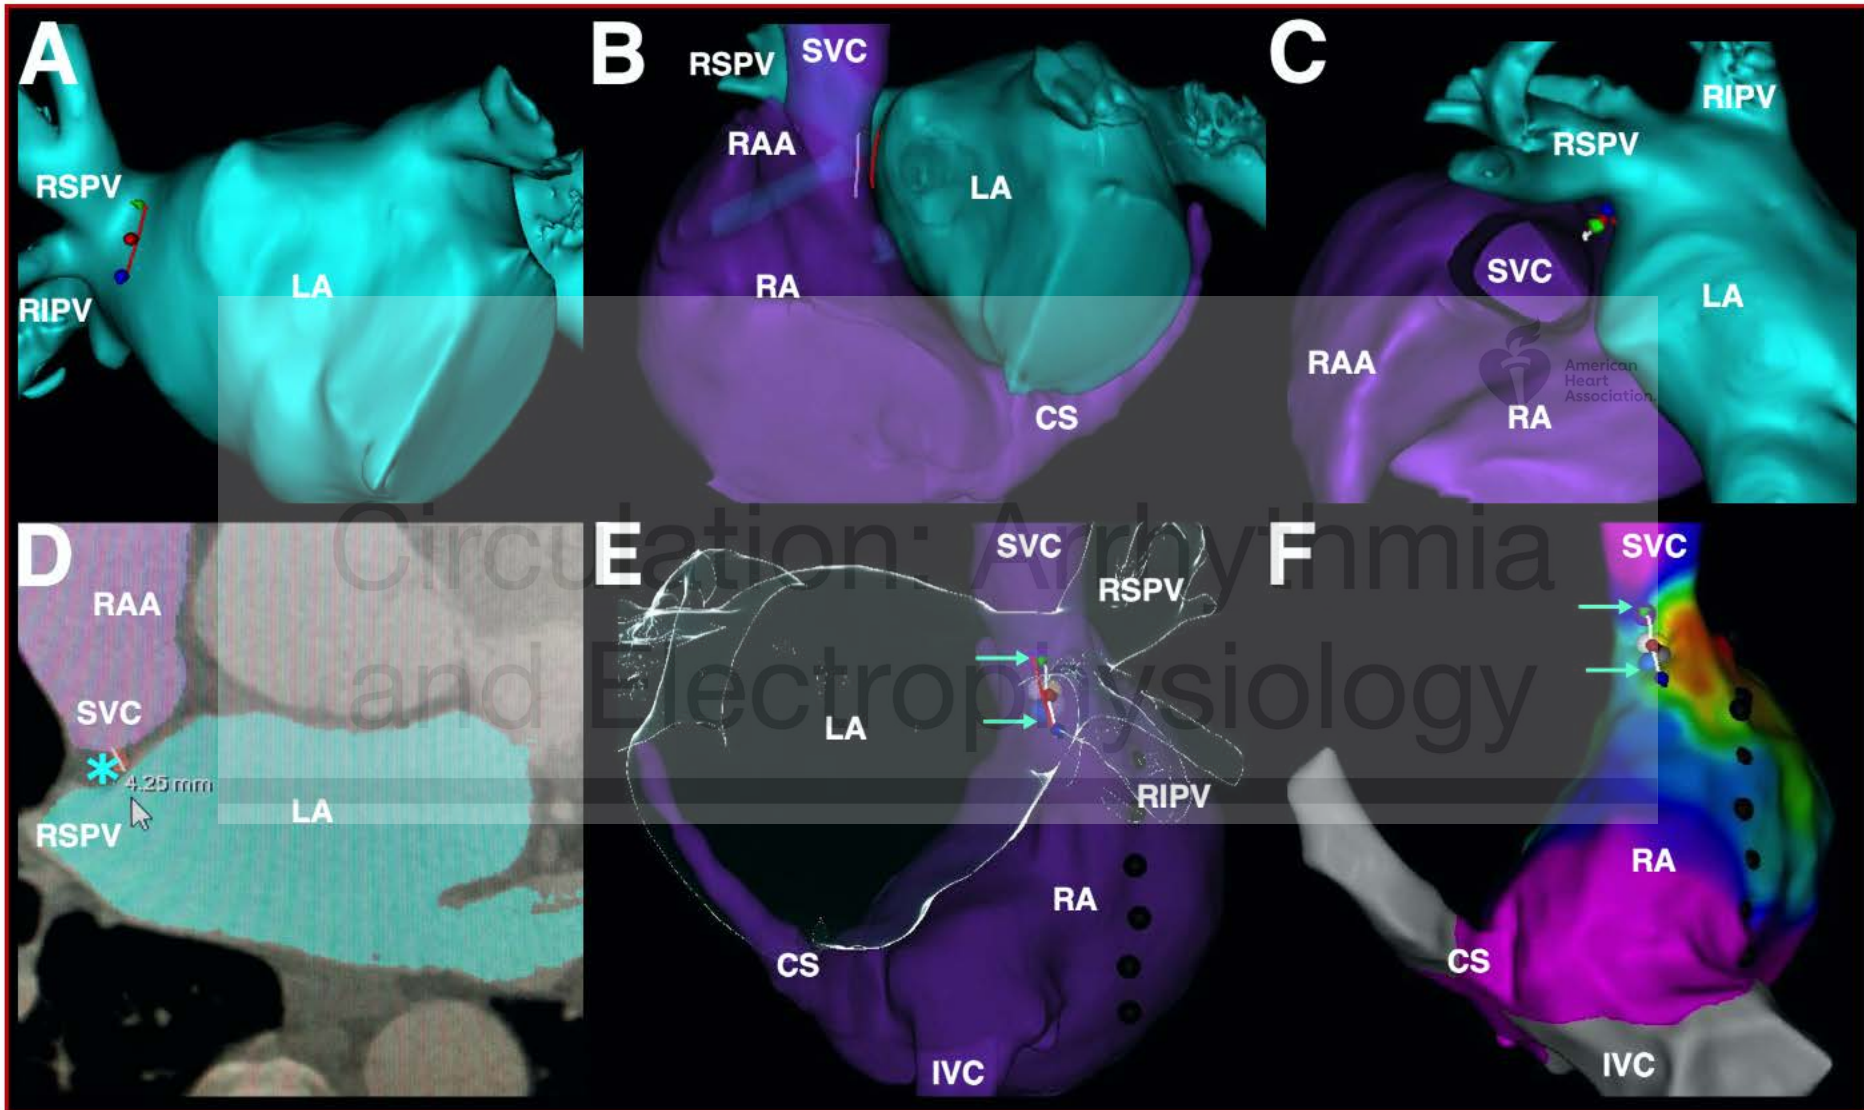 A
RSPV
RIPV
LA
B
RSPV
SVC
RAA
LA
RA
CS
C
RIPV
RSPV
SVC
LA
RAA
RA
American
Heart
Association.
D
RAA
SVC
4.25 mm
LA
RSPV
E
SVC
RSPV
LA
RIPV
RA
CS
IVC
F
SVC
RA
CS
IVC
Circulation: Arrhythmia
and Electrophysiology